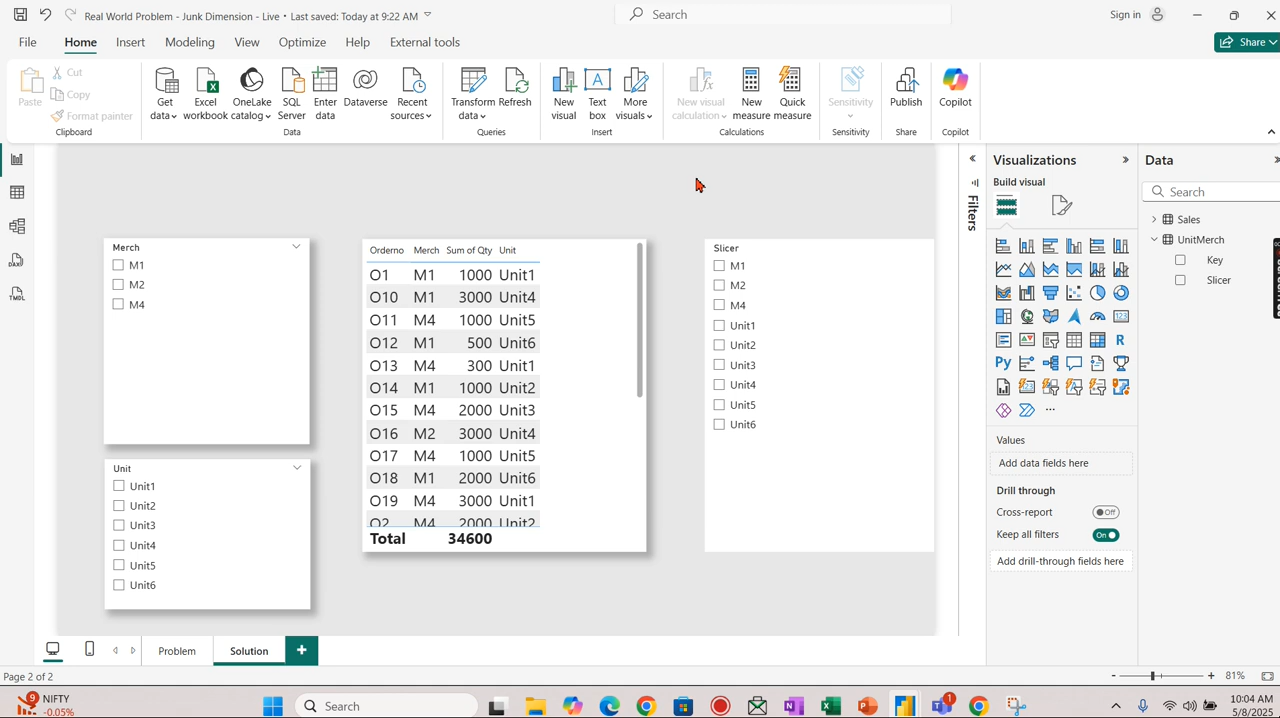 Real World Problem - Junk Dimension - Live • Last saved: Today at 9:22 AM
Search
Sign in
File Home Insert Modeling View Optimize Help External tools
Share
Paste
Cut
Copy
Format painter
Clipboard
Get data
Excel workbook
OneLake catalog
SQL Server
Enter data
Dataverse
Recent sources
Data
Transform data
Refresh
Queries
New visual
Text box
More visuals
Insert
New visual calculation
New measure
Quick measure
Calculations
Sensitivity
Sensitivity
Publish
Share
Copilot
Copilot
Merch
M1
M2
M4
Unit
Unit1
Unit2
Unit3
Unit4
Unit5
Unit6
Orderno Merch Sum of Qty Unit
O1 M1 1000 Unit1
O10 M1 3000 Unit4
O11 M4 1000 Unit5
O12 M1 500 Unit6
O13 M4 300 Unit1
O14 M1 1000 Unit2
O15 M4 2000 Unit3
O16 M2 3000 Unit4
O17 M4 1000 Unit5
O18 M1 2000 Unit6
O19 M4 3000 Unit1
O2 M4 2000 Unit2
Total 34600
Slicer
M1
M2
M4
Unit1
Unit2
Unit3
Unit4
Unit5
Unit6
Filters
Visualizations
Build visual
R
Py
123
Values
Add data fields here
Drill through
Cross-report Off
Keep all filters On
Add drill-through fields here
Data
Search
Sales
UnitMerch
Key
Slicer
DAX
TMDL
Problem
Solution
Page 2 of 2
81%
9
NIFTY
-0.05%
Search
1
10:04 AM
5/8/2025